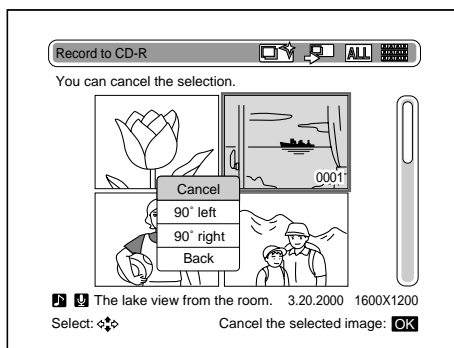 Record to CD-R ALL
You can cancel the selection.
0001
Cancel
90˚ left
90˚ right
Back
The lake view from the room. 3.20.2000 1600X1200
Select: Cancel the selected image: OK